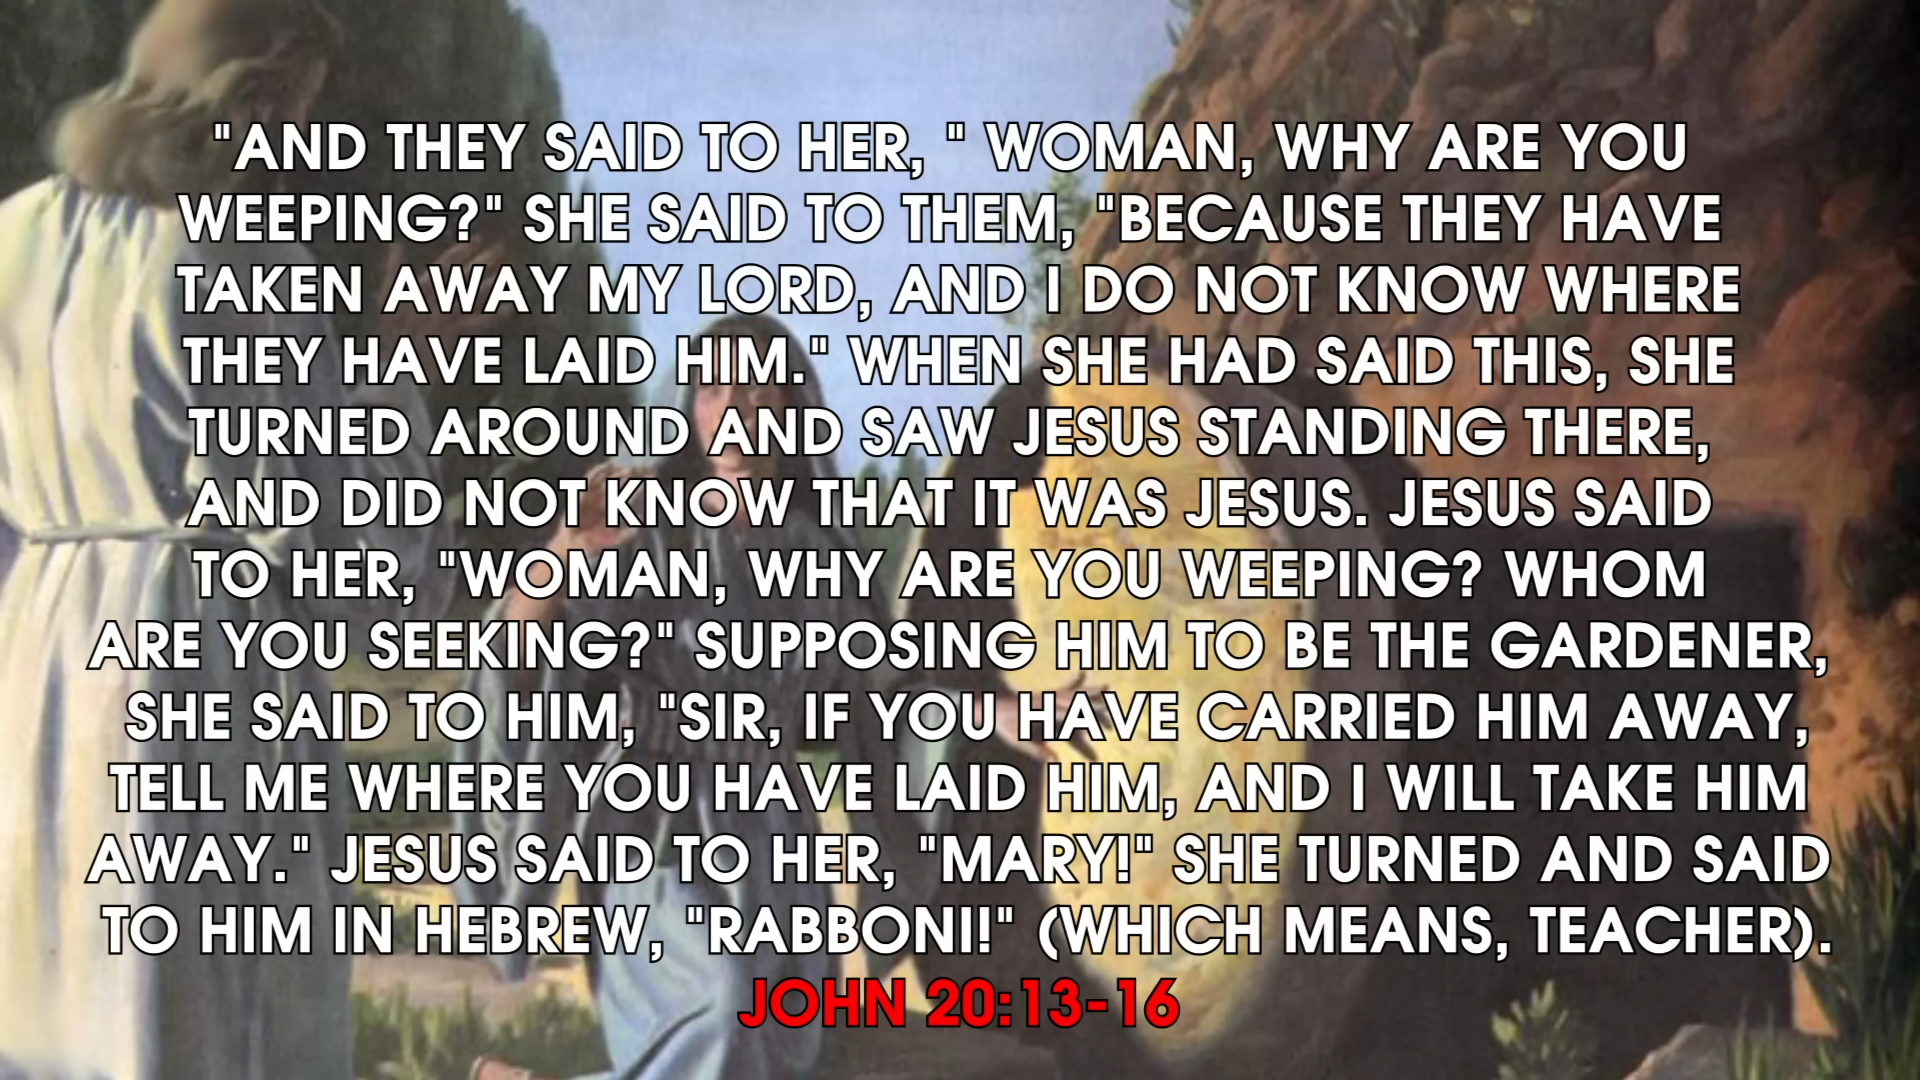 "AND THEY SAID TO HER, " WOMAN, WHY ARE YOU
WEEPING?" SHE SAID TO THEM, "BECAUSE THEY HAVE
TAKEN AWAY MY LORD, AND I DO NOT KNOW WHERE
THEY HAVE LAID HIM." WHEN SHE HAD SAID THIS, SHE
TURNED AROUND AND SAW JESUS STANDING THERE,
AND DID NOT KNOW THAT IT WAS JESUS. JESUS SAID
TO HER, "WOMAN, WHY ARE YOU WEEPING? WHOM
ARE YOU SEEKING?" SUPPOSING HIM TO BE THE GARDENER,
SHE SAID TO HIM, "SIR, IF YOU HAVE CARRIED HIM AWAY,
TELL ME WHERE YOU HAVE LAID HIM, AND I WILL TAKE HIM
AWAY." JESUS SAID TO HER, "MARY!" SHE TURNED AND SAID
TO HIM IN HEBREW, "RABBONI!" (WHICH MEANS, TEACHER).
JOHN 20:13-16